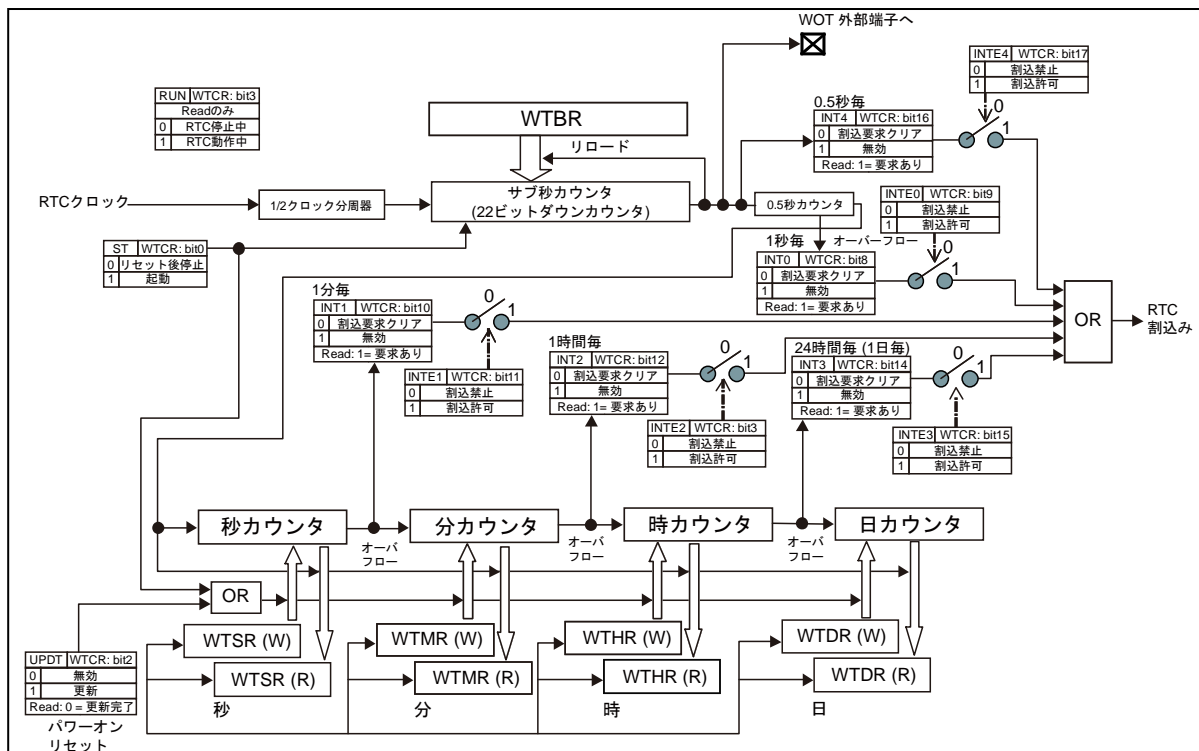 WOT 外部端子へ
INTE4 WTCR: bit17
0 割込禁止
1 割込許可
RUN WTCR: bit3
Readのみ
0 RTC停止中
1 RTC動作中
WTBR
リロード
0.5秒毎
INT4 WTCR: bit16
0 割込要求クリア
1 無効
Read: 1= 要求あり
0
1
RTCクロック
1/2クロック分周器
サブ秒カウンタ
(22ビットダウンカウンタ)
0.5秒カウンタ
INTE0 WTCR: bit9
0 割込禁止
1 割込許可
ST WTCR: bit0
0 リセット後停止
1 起動
1秒毎
オーバーフロー
INT0 WTCR: bit8
0 割込要求クリア
1 無効
Read: 1= 要求あり
0
1
1分毎
INT1 WTCR: bit10
0 割込要求クリア
1 無効
Read: 1= 要求あり
0
1
OR
RTC
割込み
INTE1 WTCR: bit11
0 割込禁止
1 割込許可
1時間毎
INT2 WTCR: bit12
0 割込要求クリア
1 無効
Read: 1= 要求あり
0
1
24時間毎 (1日毎)
INT3 WTCR: bit14
0 割込要求クリア
1 無効
Read: 1= 要求あり
0
1
INTE2 WTCR: bit3
0 割込禁止
1 割込許可
INTE3 WTCR: bit15
0 割込禁止
1 割込許可
秒カウンタ
オーバ
フロー
分カウンタ
オーバ
フロー
時カウンタ
オーバ
フロー
日カウンタ
OR
WTSR (W)
WTMR (W)
WTHR (W)
WTDR (W)
UPDT WTCR: bit2
0 無効
1 更新
Read: 0 = 更新完了
WTSR (R)
WTMR (R)
WTHR (R)
WTDR (R)
秒
分
時
日
パワーオン
リセット